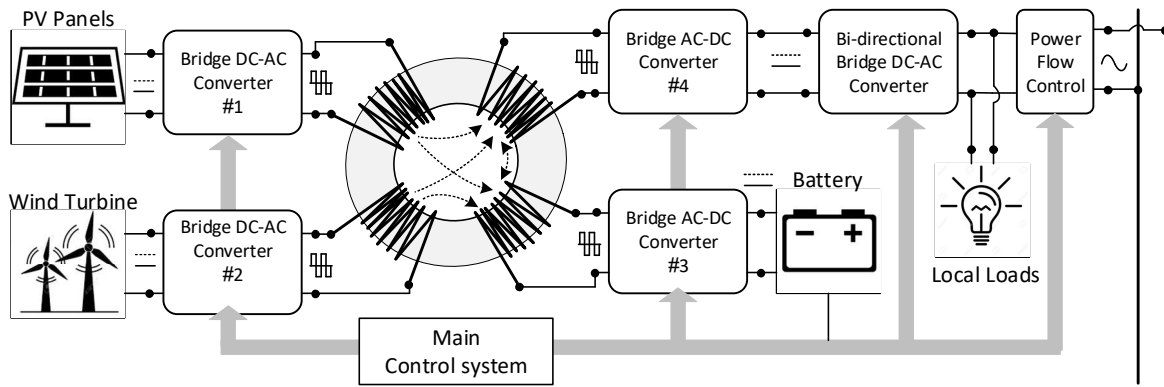 PV Panels
Bridge DC-AC
Converter
#1
Bridge AC-DC
Converter
#4
Bi-directional
Bridge DC-AC
Converter
Power
Flow
Control
Wind Turbine
Bridge DC-AC
Converter
#2
Bridge AC-DC
Converter
#3
Battery
Local Loads
Main
Control system